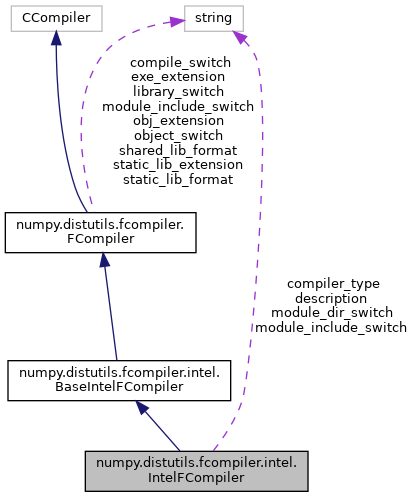 CCompiler
string
compile_switch
exe_extension
library_switch
module_include_switch
obj_extension
object_switch
shared_lib_format
static_lib_extension
static_lib_format
numpy.distutils.fcompiler.
FCompiler
compiler_type
description
module_dir_switch
module_include_switch
numpy.distutils.fcompiler.intel.
BaseIntelFCompiler
numpy.distutils.fcompiler.intel.
IntelFCompiler